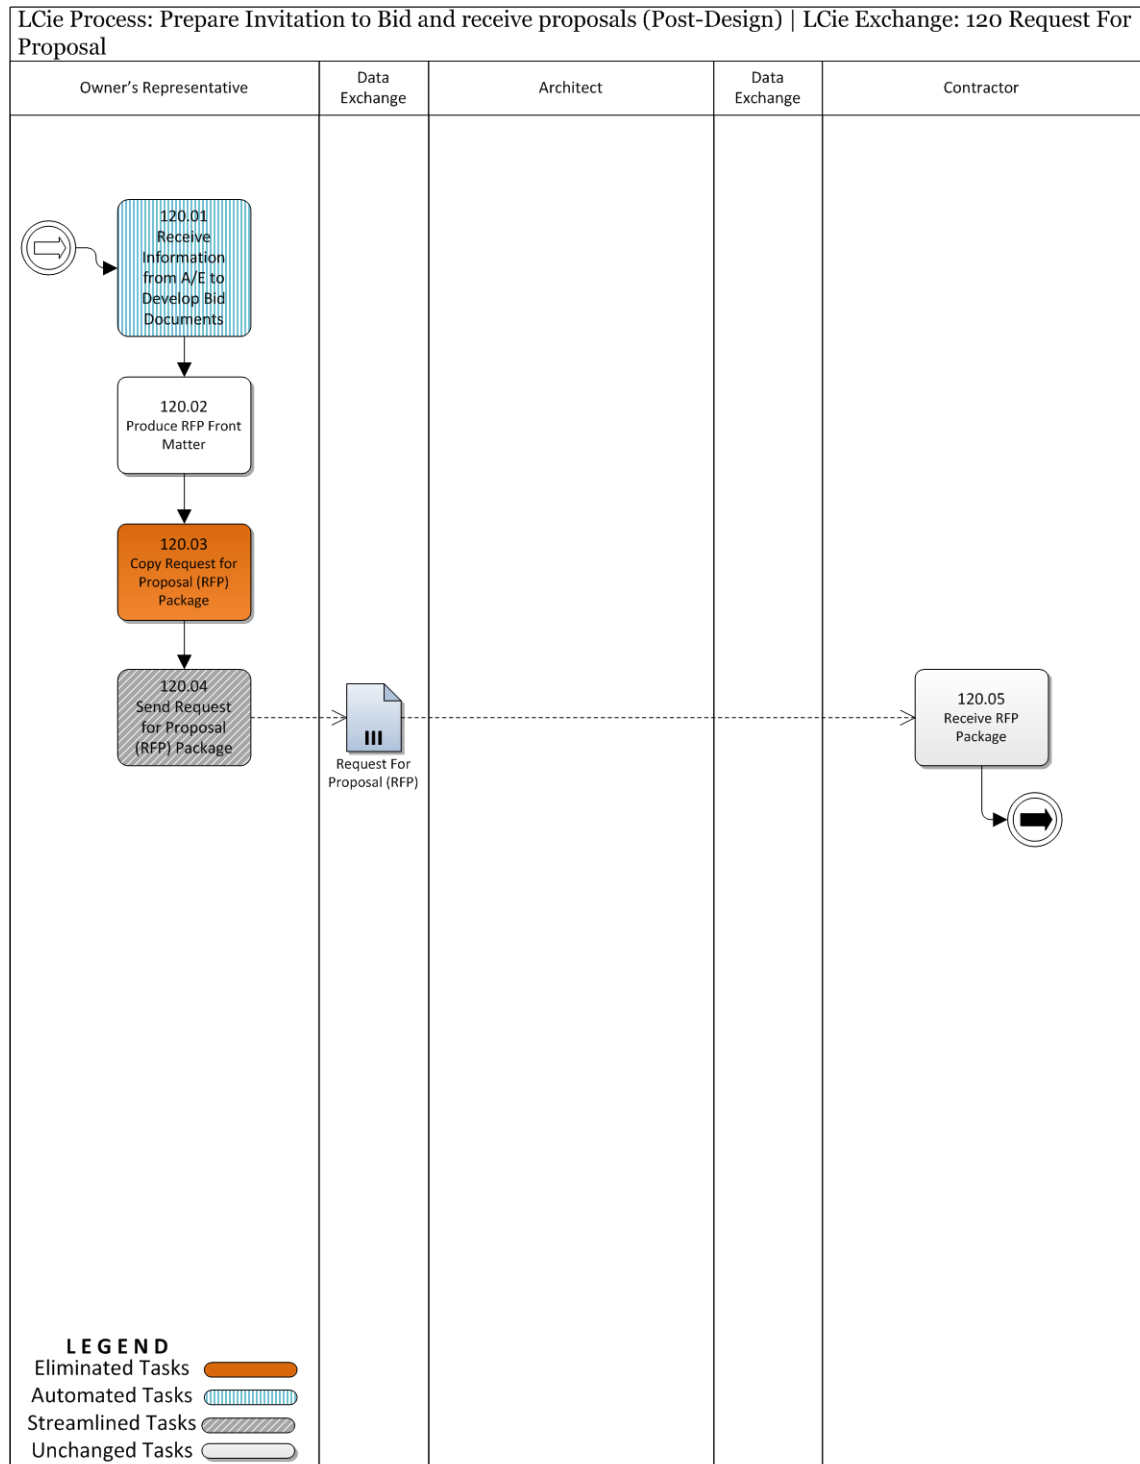 LCie Process: Prepare Invitation to Bid and receive proposals (Post-Design) | LCie Exchange: 120 Request For
Proposal
Owner's Representative
Data
Exchange
Architect
Data
Exchange
Contractor
120.01
Receive
Information
from A/E to
Develop Bid
Documents
120.02
Produce RFP Front
Matter
120.03
Copy Request for
Proposal (RFP)
Package
120.04
Send Request
for Proposal
(RFP) Package
III
Request For
Proposal (RFP)
120.05
Receive RFP
Package
LEGEND
Eliminated Tasks
Automated Tasks
Streamlined Tasks
Unchanged Tasks